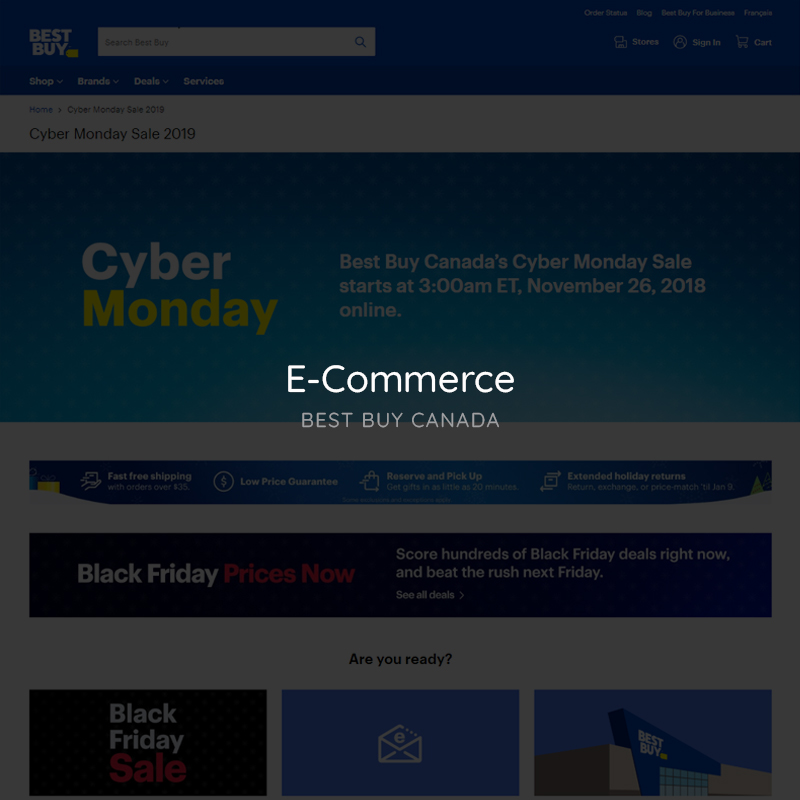 Order Status Blog Best Buy For Business Français
BEST
BUY
Search Best Buy
Stores Sign In Cart
Shop Brands Deals Services
Home > Cyber Monday Sale 2019
Cyber Monday Sale 2019
Cyber
Monday
Best Buy Canada's Cyber Monday Sale
starts at 3:00am ET, November 26, 2018
online.
E-Commerce
BEST BUY CANADA
Fast free shipping
with orders over $35.
$
Low Price Guarantee
Reserve and Pick Up
Get gifts in as little as 20 minutes.
Extended holiday returns
Return, exchange, or price-match 'til Jan 9.
Black Friday Prices Now
Score hundreds of Black Friday deals right now,
and beat the rush next Friday.
See all deals >
Are you ready?
Black
Friday
Sale
e
BEST
BUY